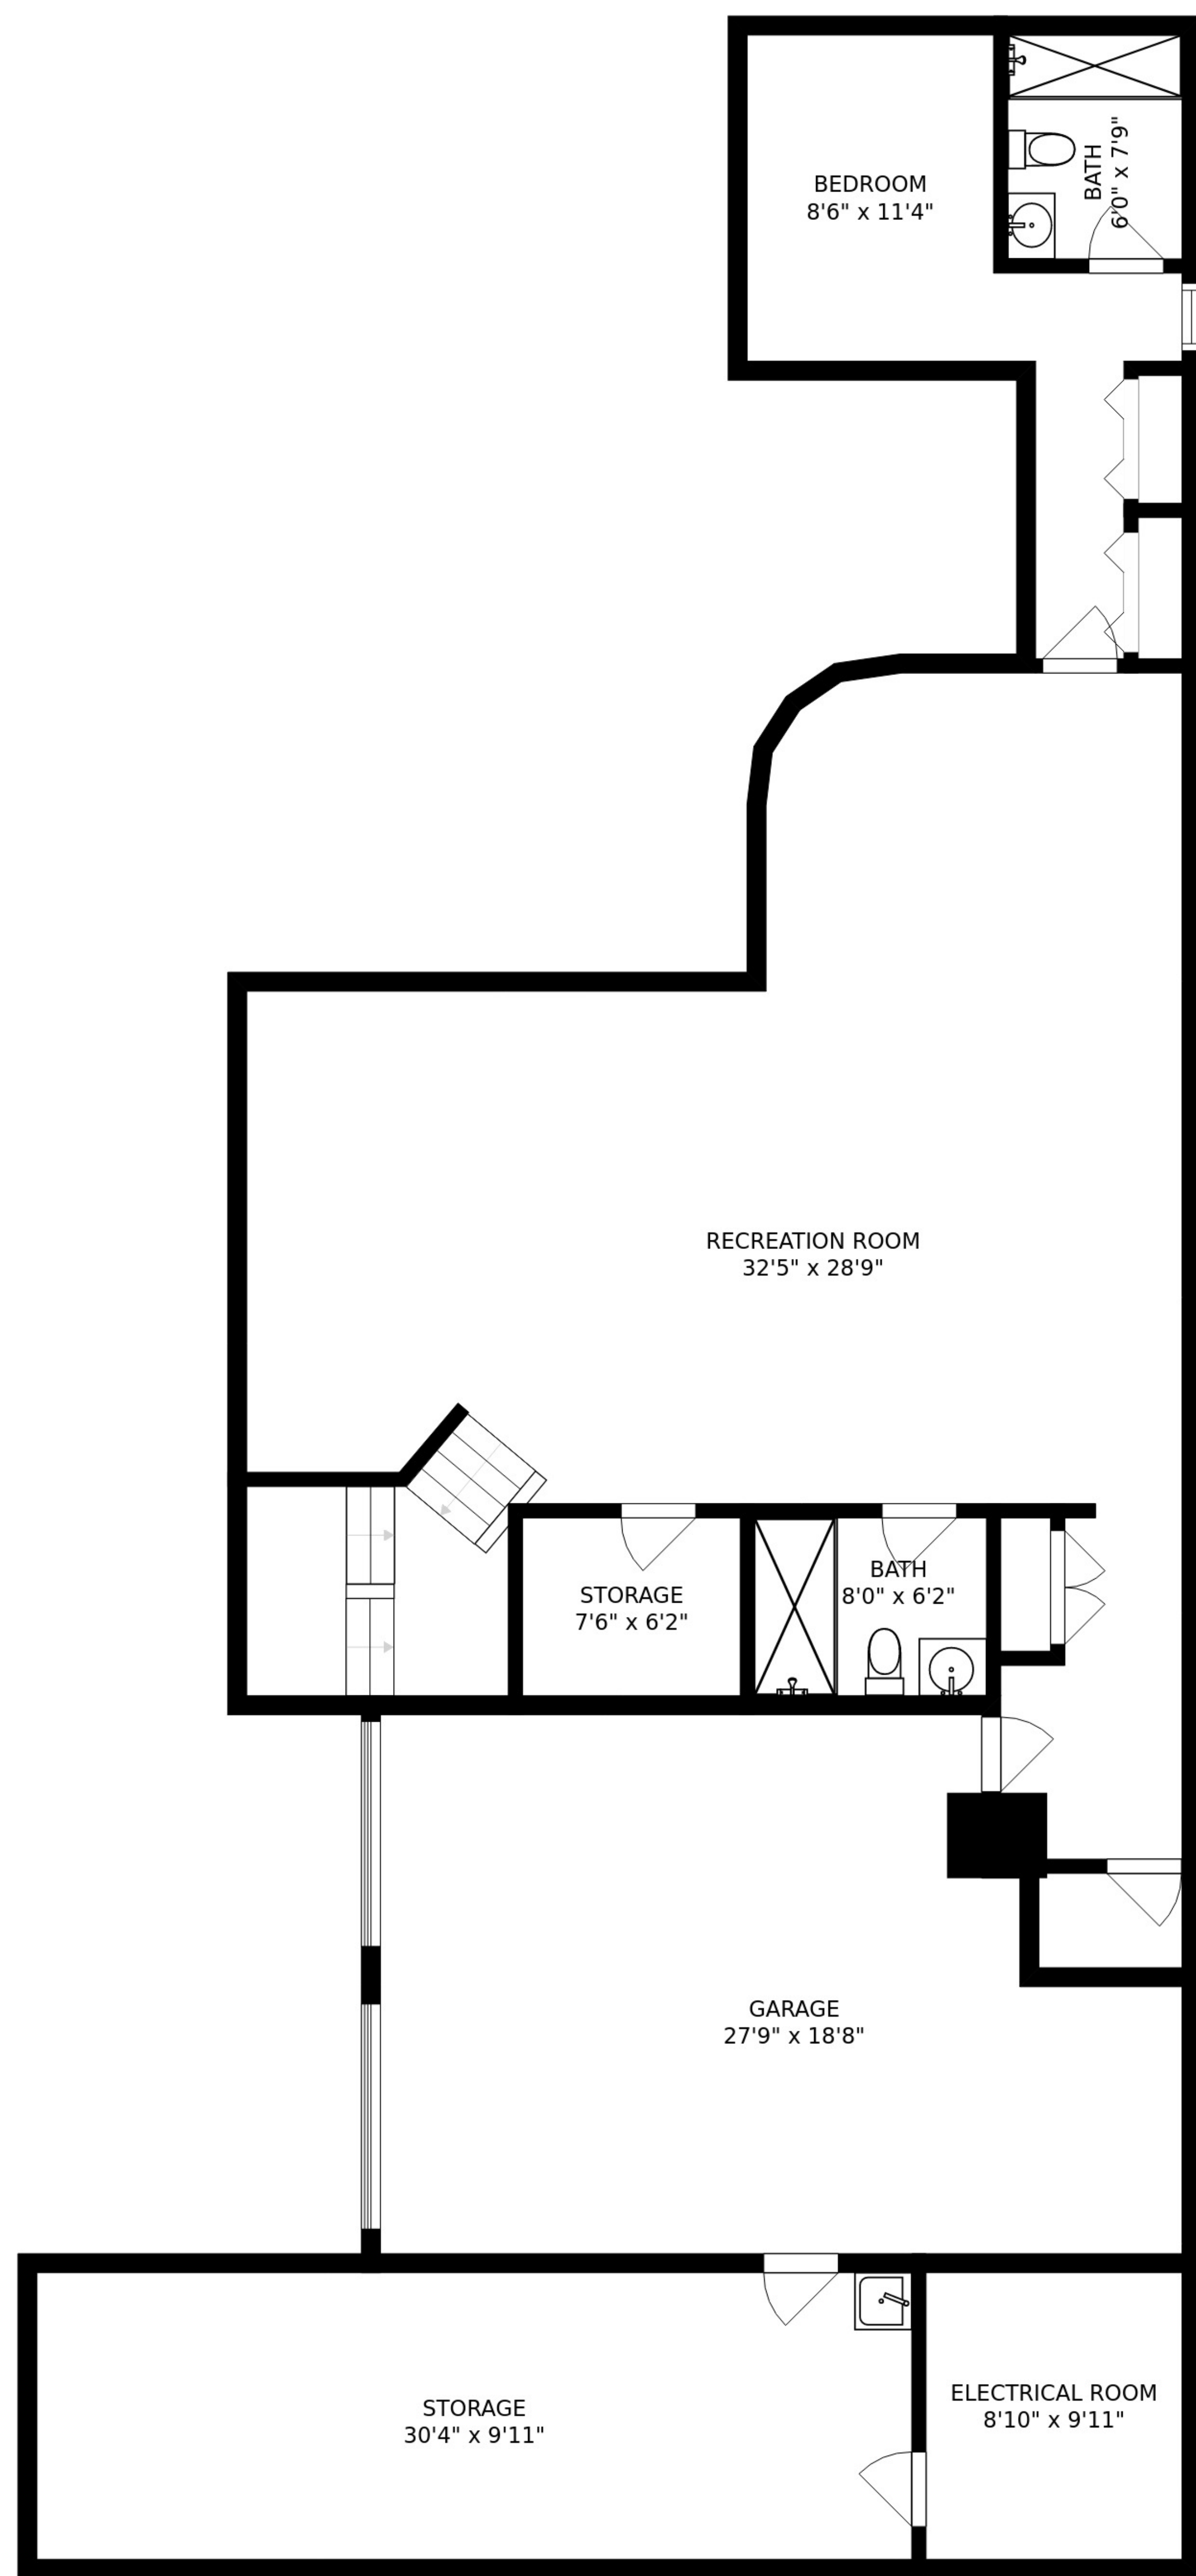 BEDROOM
8'6" x 11'4"
BATH
6'0" x 7'9"
RECREATION ROOM
32'5" x 28'9"
STORAGE
7'6" x 6'2"
BATH
8'0" x 6'2"
GARAGE
27'9" x 18'8"
STORAGE
30'4" x 9'11"
ELECTRICAL ROOM
8'10" x 9'11"